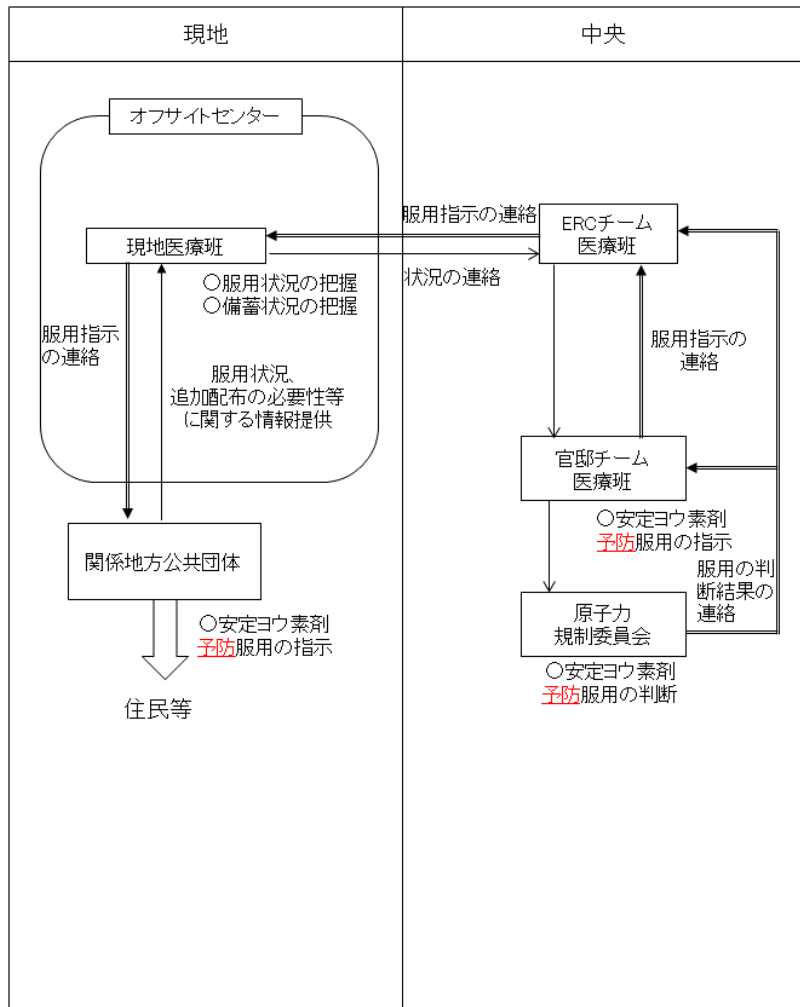 現地
中央
オフサイトセンター
服用指示の連絡
ERCチーム
医療班
現地医療班
状況の連絡
○服用状況の把握
○備蓄状況の把握
服用指示
の連絡
服用指示の
連絡
服用状況、
追加配布の必要性等
に関する情報提供
官邸チーム
医療班
○安定ヨウ素剤
予防服用の指示
関係地方公共団体
服用の判
断結果の
連絡
原子力
規制委員会
○安定ヨウ素剤
予防服用の指示
○安定ヨウ素剤
予防服用の判断
住民等